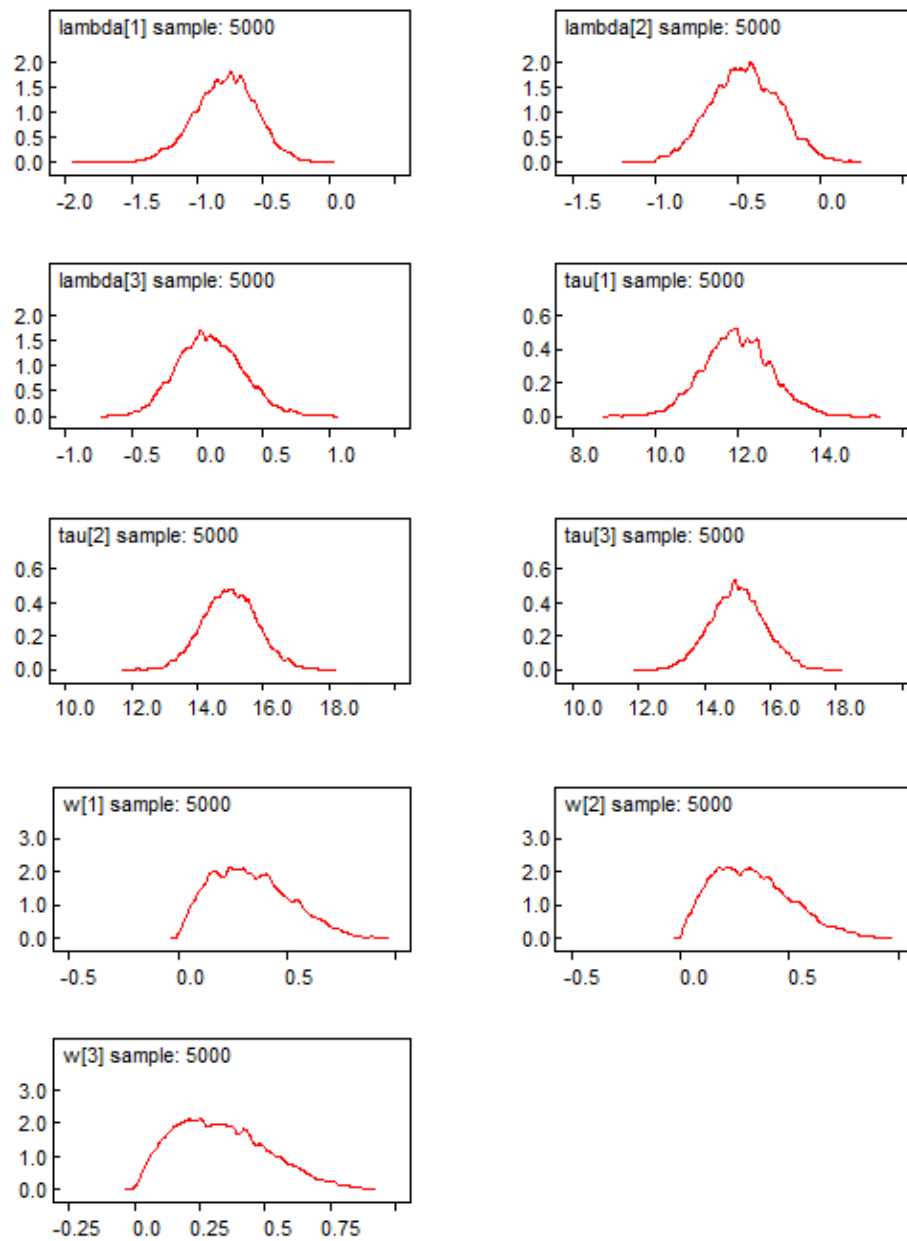 lambda[1] sample: 5000
2.0
1.5
1.0
0.5
0.0
-2.0 -1.5 -1.0 -0.5 0.0
lambda[2] sample: 5000
2.0
1.5
1.0
0.5
0.0
-1.5 -1.0 -0.5 0.0
lambda[3] sample: 5000
2.0
1.5
1.0
0.5
0.0
-1.0 -0.5 0.0 0.5 1.0
tau[1] sample: 5000
0.6
0.4
0.2
0.0
8.0 10.0 12.0 14.0
tau[2] sample: 5000
0.6
0.4
0.2
0.0
10.0 12.0 14.0 16.0 18.0
tau[3] sample: 5000
0.6
0.4
0.2
0.0
10.0 12.0 14.0 16.0 18.0
w[1] sample: 5000
3.0
2.0
1.0
0.0
-0.5 0.0 0.5
w[2] sample: 5000
3.0
2.0
1.0
0.0
-0.5 0.0 0.5
w[3] sample: 5000
3.0
2.0
1.0
0.0
-0.25 0.0 0.25 0.5 0.75